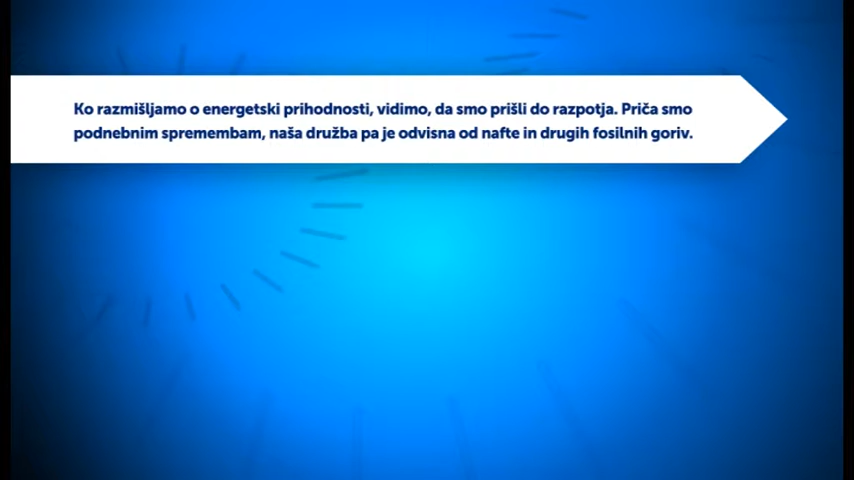 Ko razmišljamo o energetski prihodnosti, vidimo, da smo prišli do razpotja. Priča smo
podnebnim spremembam, naša družba pa je odvisna od nafte in drugih fosilnih goriv.